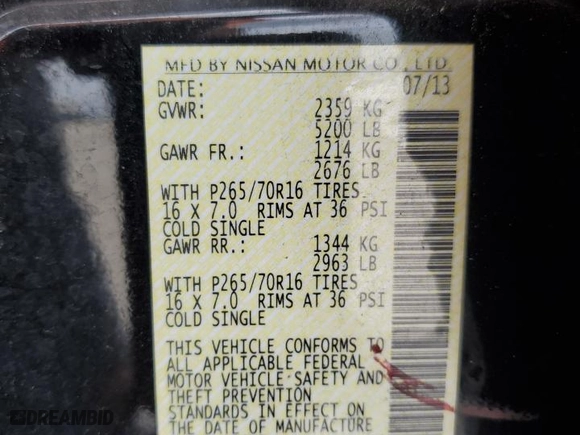 MFD BY NISSAN MOTOR CO., LTD.
DATE: 07/13
GVWR: 2359 KG
5200 LB
GAWR FR.: 1214 KG
2676 LB
WITH P265/70R16 TIRES
16 X 7.0 RIMS AT 36 PSI
COLD SINGLE
GAWR RR.: 1344 KG
2963 LB
WITH P265/70R16 TIRES
16 X 7.0 RIMS AT 36 PSI
COLD SINGLE
THIS VEHICLE CONFORMS TO
ALL APPLICABLE FEDERAL
MOTOR VEHICLE SAFETY AND
THEFT PREVENTION
STANDARDS IN EFFECT ON
THE DATE OF MANUFACTURE
DREAMBID